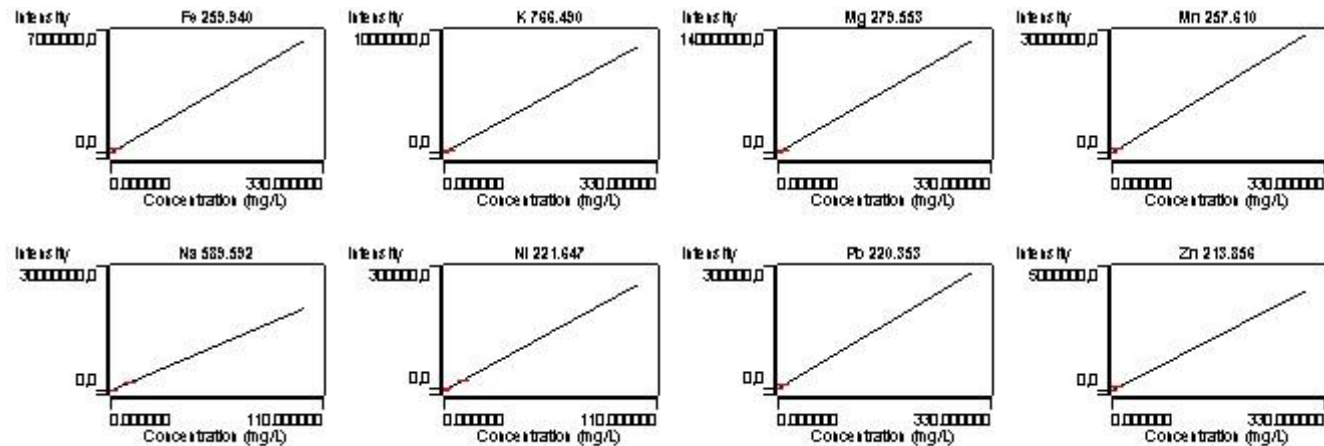 Intensity Fe 259.940 Intensity K 766.490 Intensity Mg 279.553 Intensity Mn 257.610
7000000,0 1000000,0 14000000,0 3000000,0
0,0 0,0 0,0 0,0
0.000000 330.000000 0.000000 330.000000 0.000000 330.000000 0.000000 330.000000
Concentration (mg/L) Concentration (mg/L) Concentration (mg/L) Concentration (mg/L)
Intensity Na 589.592 Intensity Ni 221.647 Intensity Pb 220.353 Intensity Zn 213.856
3000000,0 300000,0 300000,0 5000000,0
0,0 0,0 0,0 0,0
0.000000 110.000000 0.000000 110.000000 0.000000 330.000000 0.000000 330.000000
Concentration (mg/L) Concentration (mg/L) Concentration (mg/L) Concentration (mg/L)